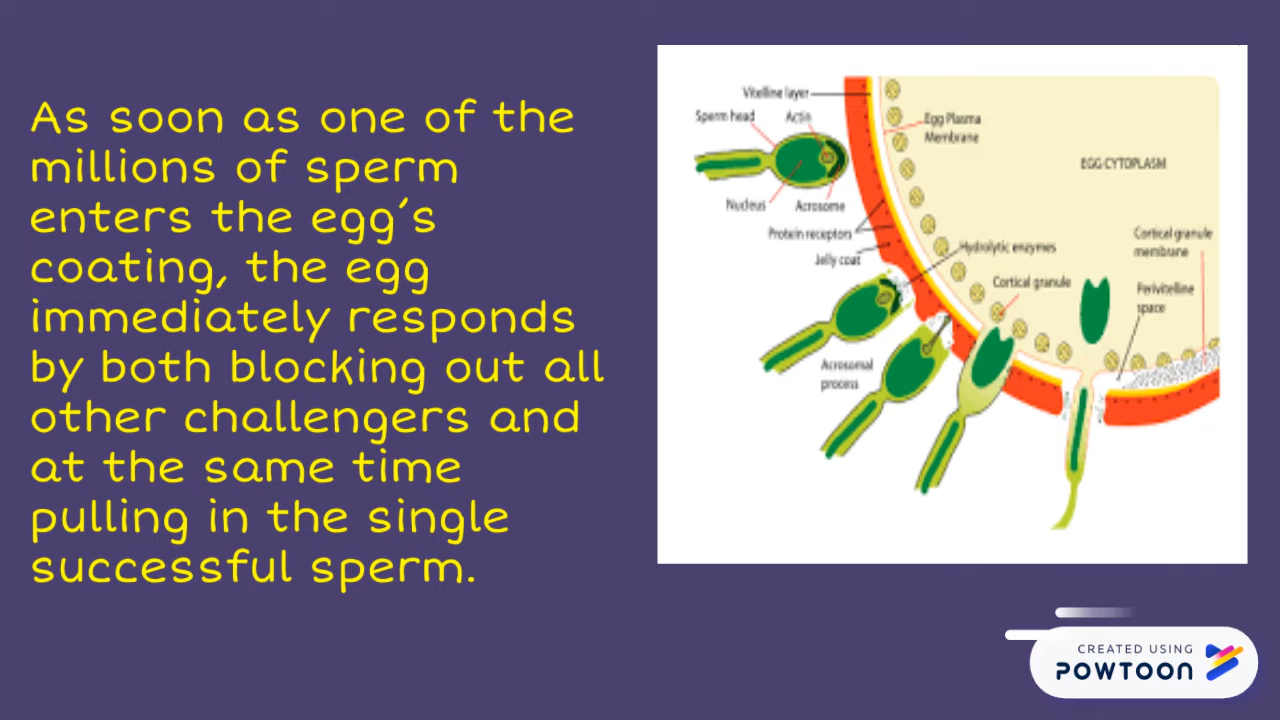 As soon as one of the
millions of sperm
enters the egg's
coating, the egg
immediately responds
by both blocking out all
other challengers and
at the same time
pulling in the single
successful sperm.
Vitelline layer
Sperm head
Actin
Egg Plasma
Membrane
EGG CYTOPLASM
Nucleus
Acrosome
Protein receptors
Jelly coat
Hydrolytic enzymes
Cortical granule
Cortical granule
membrane
Perivitelline
space
Acrosomal
process
CREATED USING
POWTOON